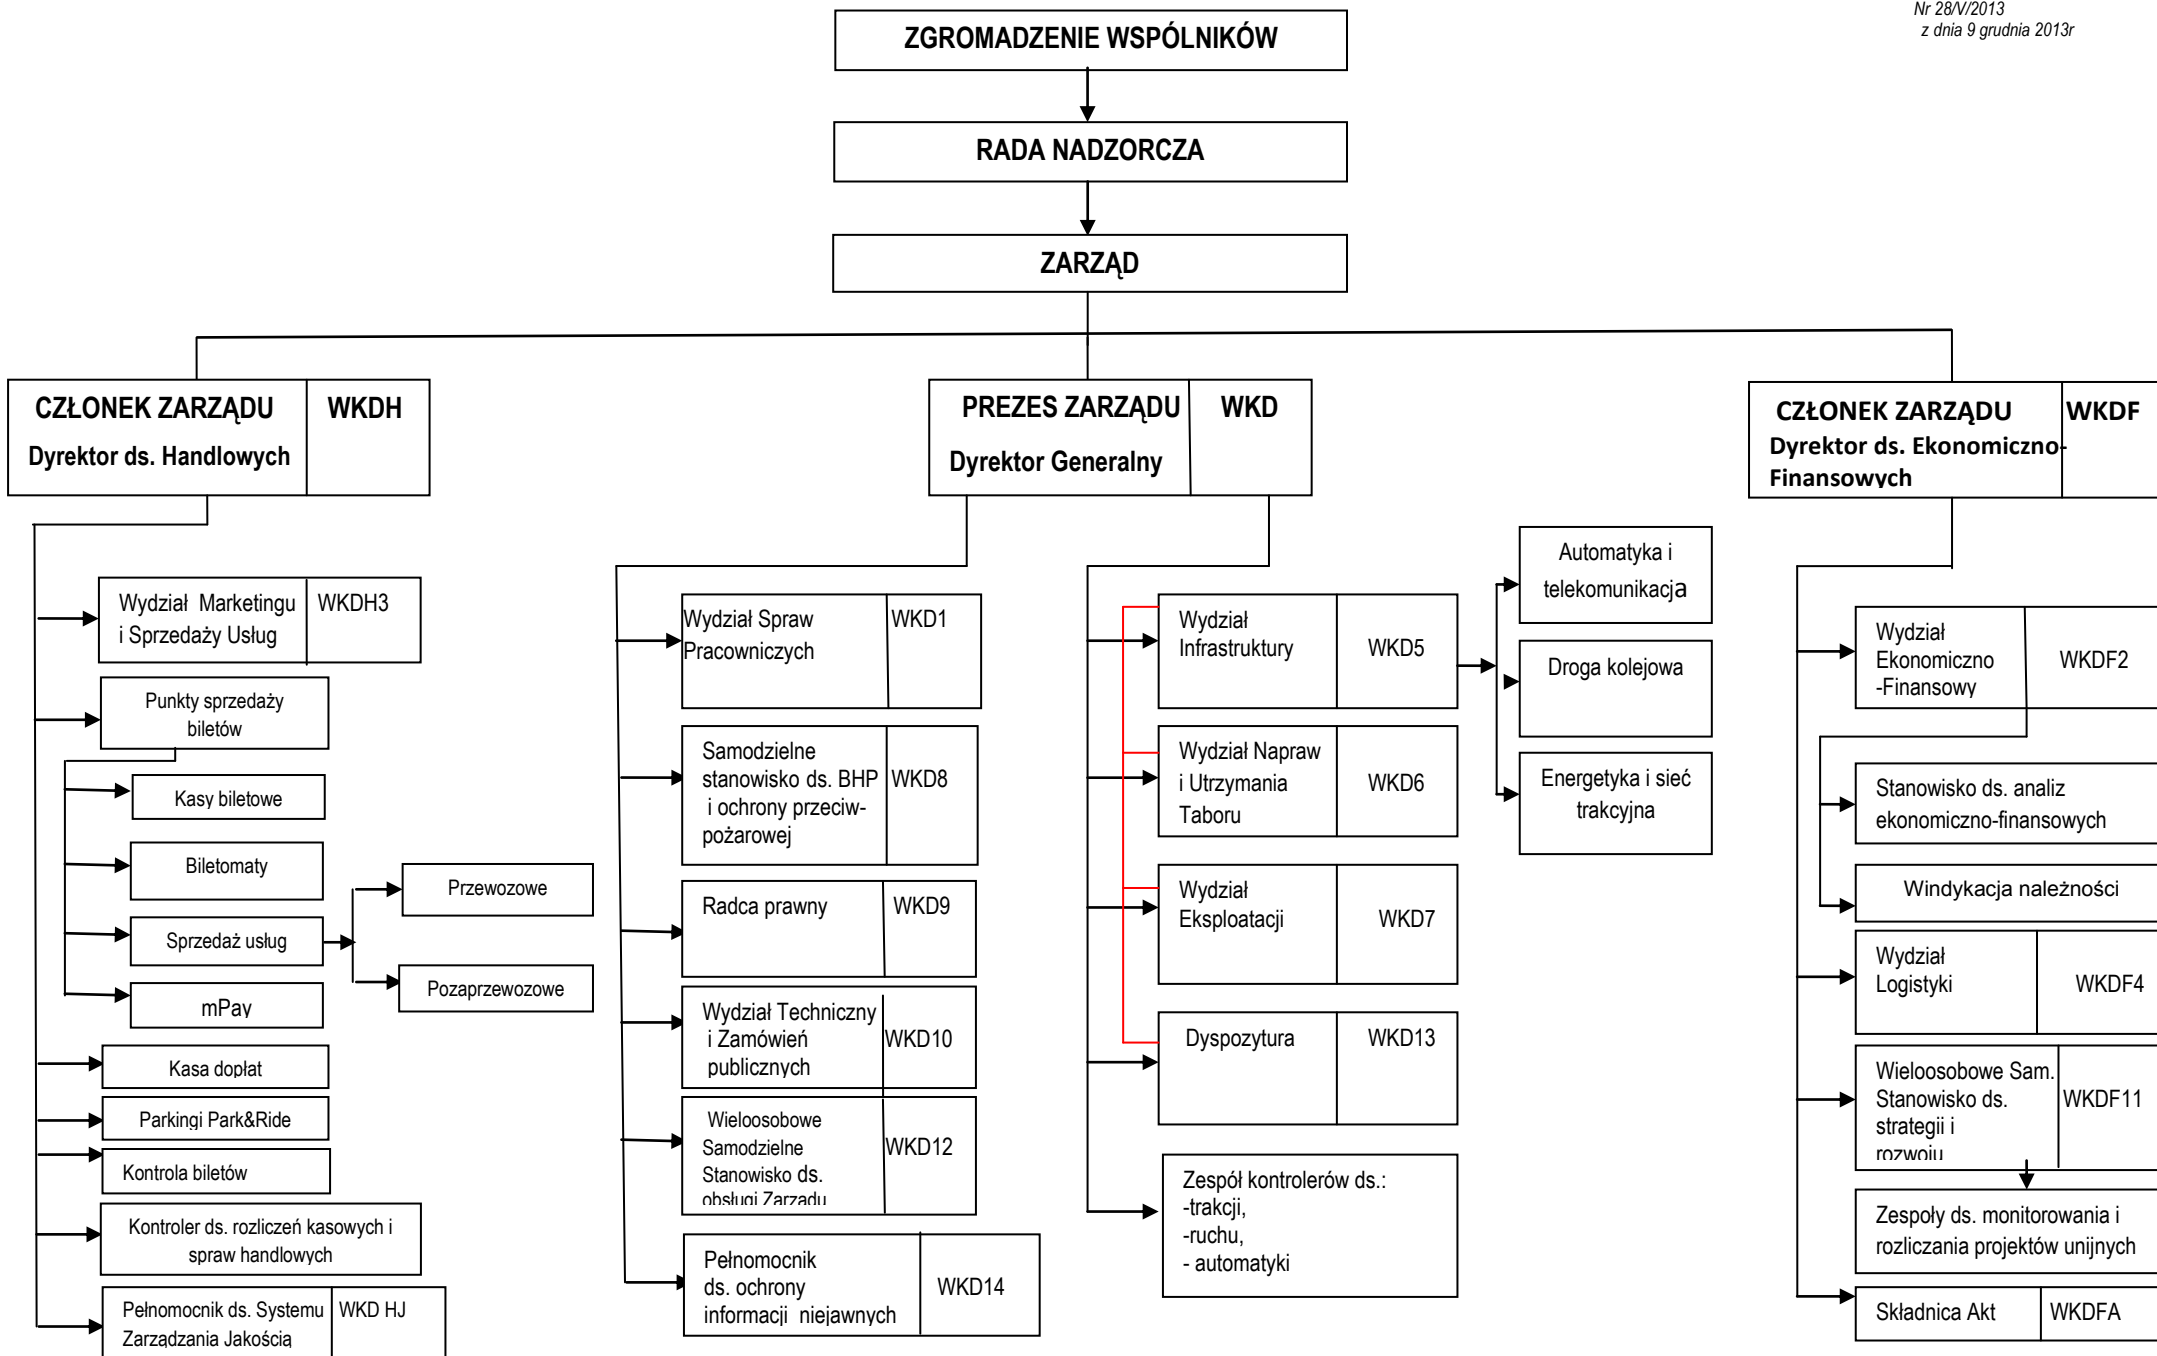 Nr 28/V/2013
z dnia 9 grudnia 2013r
ZGROMADZENIE WSPÓLNIKÓW
RADA NADZORCZA
ZARZĄD
CZŁONEK ZARZĄDU
Dyrektor ds. Handlowych
WKDH
PREZES ZARZĄDU
Dyrektor Generalny
WKD
CZŁONEK ZARZĄDU
Dyrektor ds. Ekonomiczno-
Finansowych
WKDF
Wydział Marketingu
i Sprzedaży Usług
WKDH3
Punkty sprzedaży
biletów
Kasy biletowe
Biletomaty
Sprzedaż usług
Przewozowe
Pozaprzewozowe
mPay
Kasa dopłat
Parkingi Park&Ride
Kontrola biletów
Kontroler ds. rozliczeń kasowych i
spraw handlowych
Pełnomocnik ds. Systemu
Zarządzania Jakością
WKD HJ
Wydział Spraw
Pracowniczych
WKD1
Samodzielne
stanowisko ds. BHP
i ochrony przeciw-
pożarowej
WKD8
Radca prawny
WKD9
Wydział Techniczny
i Zamówień
publicznych
WKD10
Wieloosobowe
Samodzielne
Stanowisko ds.
obsługi Zarządu
WKD12
Pełnomocnik
ds. ochrony
informacji niejawnych
WKD14
Wydział
Infrastruktury
WKD5
Wydział Napraw
i Utrzymania
Taboru
WKD6
Wydział
Eksploatacji
WKD7
Dyspozytura
WKD13
Zespół kontrolerów ds.:
-trakcji,
-ruchu,
- automatyki
Automatyka i
telekomunikacja
Droga kolejowa
Energetyka i sieć
trakcyjna
Wydział
Ekonomiczno
-Finansowy
WKDF2
Stanowisko ds. analiz
ekonomiczno-finansowych
Windykacja należności
Wydział
Logistyki
WKDF4
Wieloosobowe Sam.
Stanowisko ds.
strategii i
rozwoju
WKDF11
Zespoły ds. monitorowania i
rozliczania projektów unijnych
Składnica Akt
WKDFA